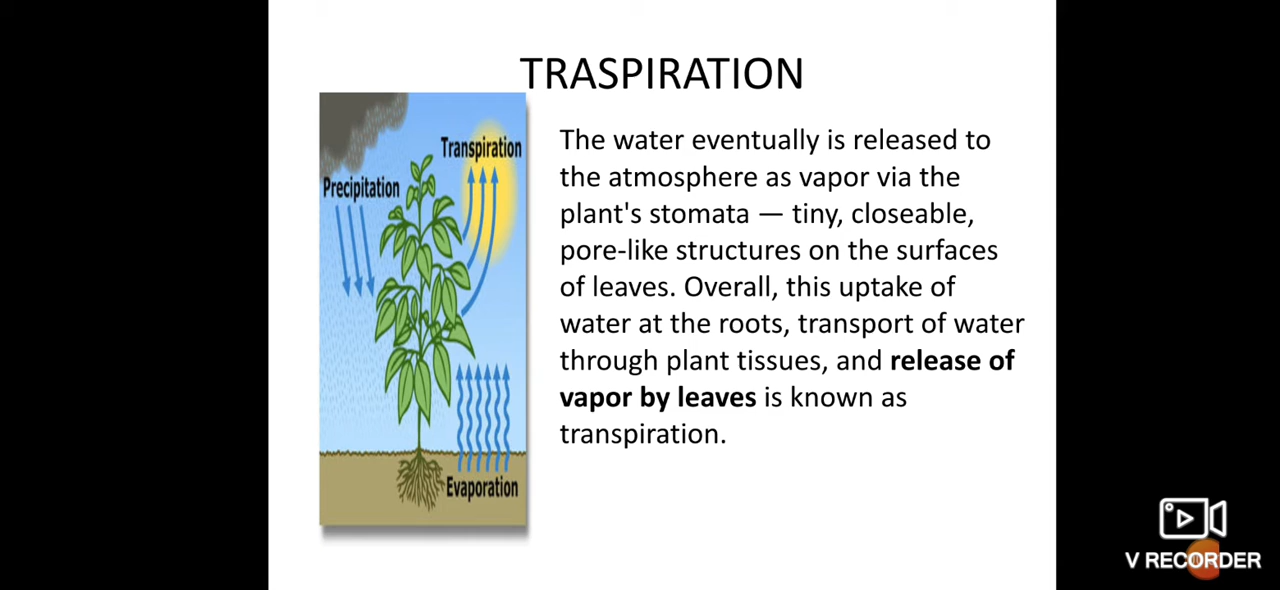 TRASPIRATION
Transpiration
Precipitation
Evaporation
The water eventually is released to
the atmosphere as vapor via the
plant's stomata — tiny, closeable,
pore-like structures on the surfaces
of leaves. Overall, this uptake of
water at the roots, transport of water
through plant tissues, and release of
vapor by leaves is known as
transpiration.
V RECORDER